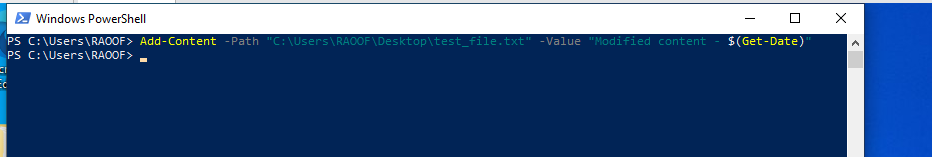 Windows PowerShell
PS C:\Users\RAOOF> Add-Content -Path "C:\Users\RAOOF\Desktop\test_file.txt" -Value "Modified content - $(Get-Date)"
PS C:\Users\RAOOF>